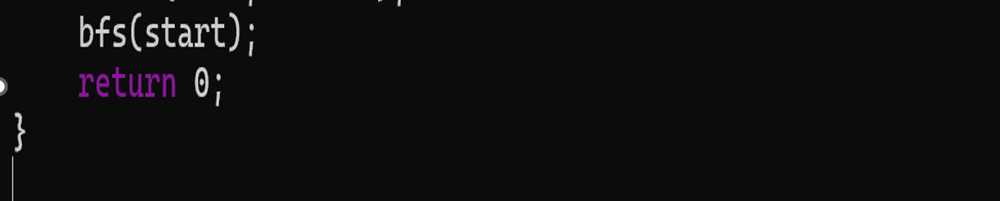 bfs(start);
return 0;
}